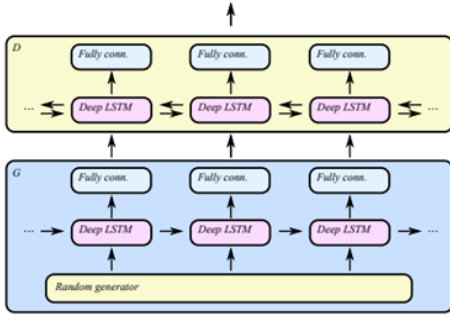 D
Fully conn. Fully conn. Fully conn.
... Deep LSTM Deep LSTM Deep LSTM ...
G
Fully conn. Fully conn. Fully conn.
... Deep LSTM Deep LSTM Deep LSTM ...
Random generator